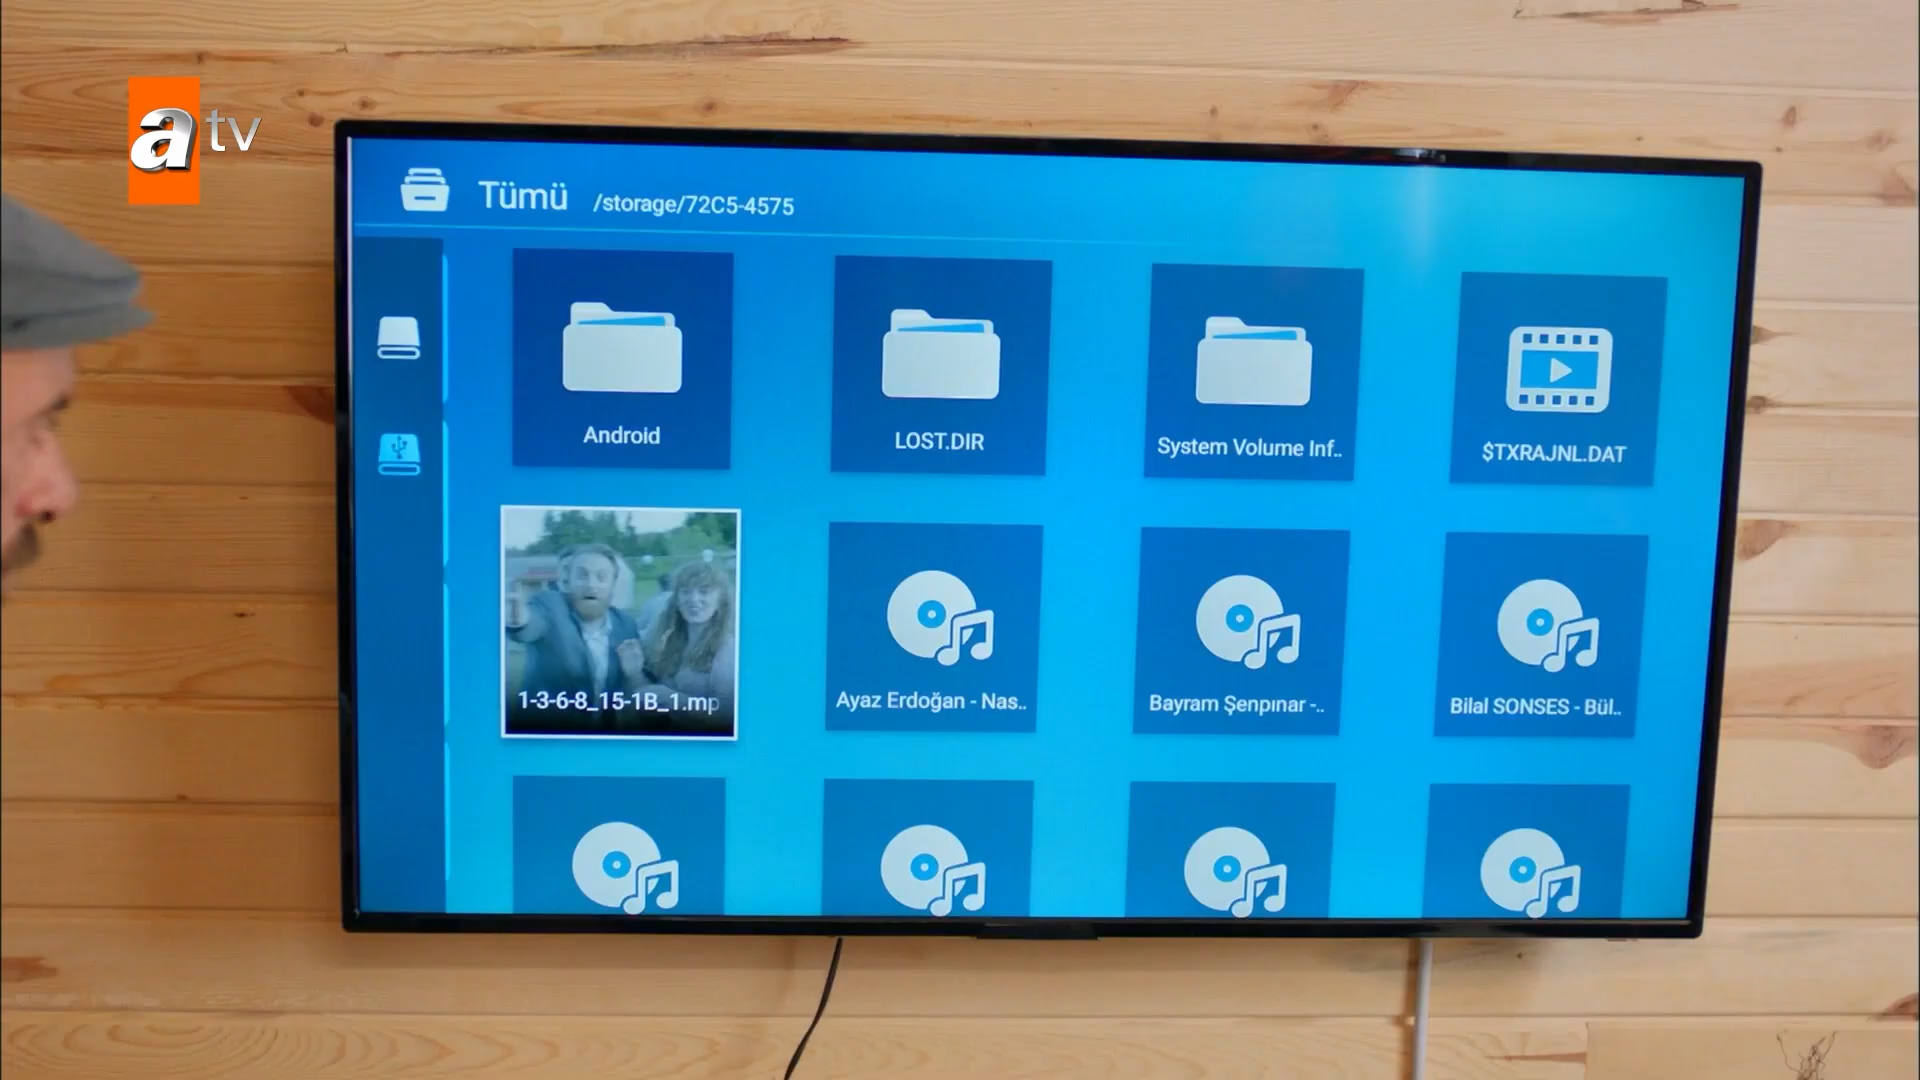 atv
Tümü /storage/72C5-4575
Android
LOST.DIR
System Volume Inf..
$TXRAJNL.DAT
1-3-6-8_15-1B_1.mp
Ayaz Erdoğan - Nas..
Bayram Şenpınar -..
Bilal SONSES - Bül..